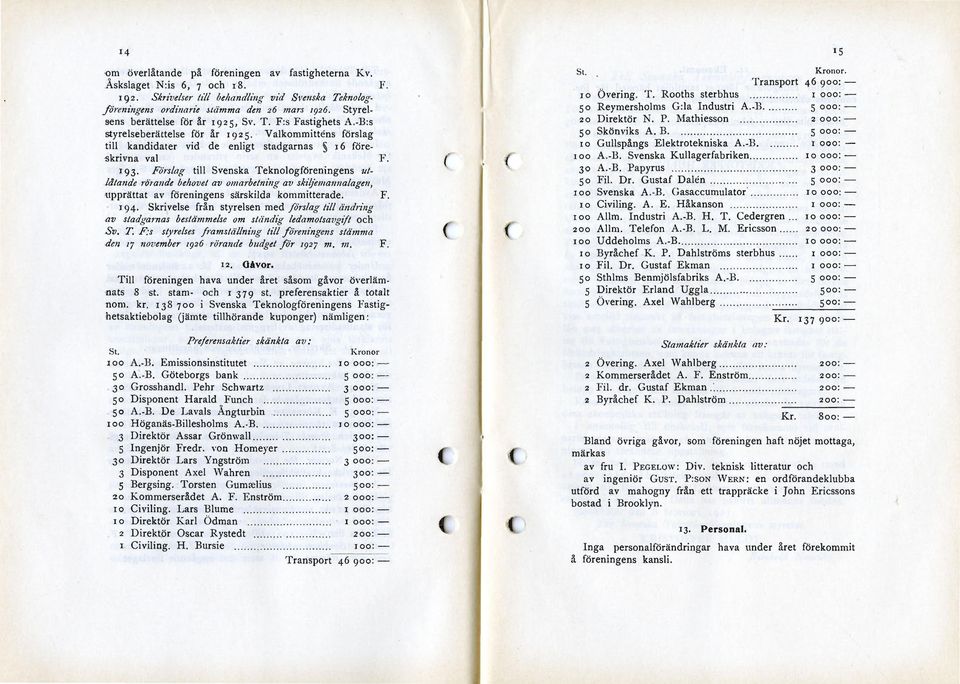 14
om överlåtande på föreningen av fastigheterna Kv.
Åskslaget N:is 6, 7 och 18. F.
192. Skrivelser till behandling vid Svenska Teknolog-
föreningens ordinarie stämma den 26 mars 1926. Styrel-
sens berättelse för år 1925, Sv. T. F:s Fastighets A.-B:s
styrelseberättelse för år 1925. Valkommitténs förslag
till kandidater vid de enligt stadgarnas § 16 före-
skrivna val F.
193. Förslag till Svenska Teknologföreningens ut-
låtande rörande behovet av omarbetning av skiljemannalagen,
upprättat av föreningens särskilda kommitterade. F.
194. Skrivelse från styrelsen med förslag till ändring
av stadgarnas bestämmelse om ständig ledamotsavgift och
Sv. T. F:s styrelses framställning till föreningens stämma
den 17 november 1926 rörande budget för 1927 m. m. F.
12. Gåvor.
Till föreningen hava under året såsom gåvor överläm-
nats 8 st. stam- och 1 379 st. preferensaktier å totalt
nom. kr. 138 700 i Svenska Teknologföreningens Fastig-
hetsaktiebolag (jämte tillhörande kuponger) nämligen:
Preferensaktier skänkta av:
St. Kronor
100 A.-B. Emissionsinstitutet ........................ 10 000: —
50 A.-B. Göteborgs bank ........................ 5 000: —
30 Grosshandl. Pehr Schwartz .................. 3 000: —
50 Disponent Harald Funch ..................... 5 000: —
50 A.-B. De Lavals Ångturbin .................. 5 000: —
100 Höganäs-Billesholms A.-B. ..................... 10 000: —
3 Direktör Assar Grönwall ........................ 300: —
5 Ingenjör Fredr. von Homeyer ............... 500: —
30 Direktör Lars Yngström ..................... 3 000: —
3 Disponent Axel Wahren ..................... 300: —
5 Bergsing. Torsten Gumælius .................. 500: —
20 Kommerserådet A. F. Enström ............... 2 000: —
10 Civiling. Lars Blume ........................... 1 000: —
10 Direktör Karl Ödman ........................ 1 000: —
2 Direktör Oscar Rystedt ........................ 200: —
1 Civiling. H. Bursie .............................. 100: —
Transport 46 900: —
15
St. Kronor.
Transport 46 900: —
10 Övering. T. Rooths sterbhus ............... 1 000: —
50 Reymersholms G:la Industri A.-B. ......... 5 000: —
20 Direktör N. P. Mathiesson .................. 2 000: —
50 Skönviks A. B. .................................... 5 000: —
10 Gullspångs Elektrotekniska A.-B. ......... 1 000: —
100 A.-B. Svenska Kullagerfabriken ............... 10 000: —
30 A.-B. Papyrus .................................... 3 000: —
50 Fil. Dr. Gustaf Dalén ........................... 5 000: —
100 Svenska A.-B. Gasaccumulator ............... 10 000: —
10 Civiling. A. E. Håkanson ..................... 1 000: —
100 Allm. Industri A.-B. H. T. Cedergren ... 10 000: —
200 Allm. Telefon A.-B. L. M. Ericsson ...... 20 000: —
100 Uddeholms A.-B. ................................. 10 000: —
10 Byråchef K. P. Dahlströms sterbhus ...... 1 000: —
10 Fil. Dr. Gustaf Ekman ........................ 1 000: —
50 Sthlms Benmjölsfabriks A.-B. ............... 5 000: —
5 Direktör Erland Uggla ........................... 500: —
5 Övering. Axel Wahlberg ........................ 500: —
Kr. 137 900: —
Stamaktier skänkta av:
2 Övering. Axel Wahlberg ........................ 200: —
2 Kommerserådet A. F. Enström ............... 200: —
2 Fil. dr. Gustaf Ekman ........................... 200: —
2 Byråchef K. P. Dahlström ..................... 200: —
Kr. 800: —
Bland övriga gåvor, som föreningen haft nöjet mottaga,
märkas
av fru I. Pegelow: Div. teknisk litteratur och
av ingeniör Gust. P:son Wern: en ordförandeklubba
utförd av mahogny från ett trappräcke i John Ericssons
bostad i Brooklyn.
13. Personal.
Inga personalförändringar hava under året förekommit
å föreningens kansli.